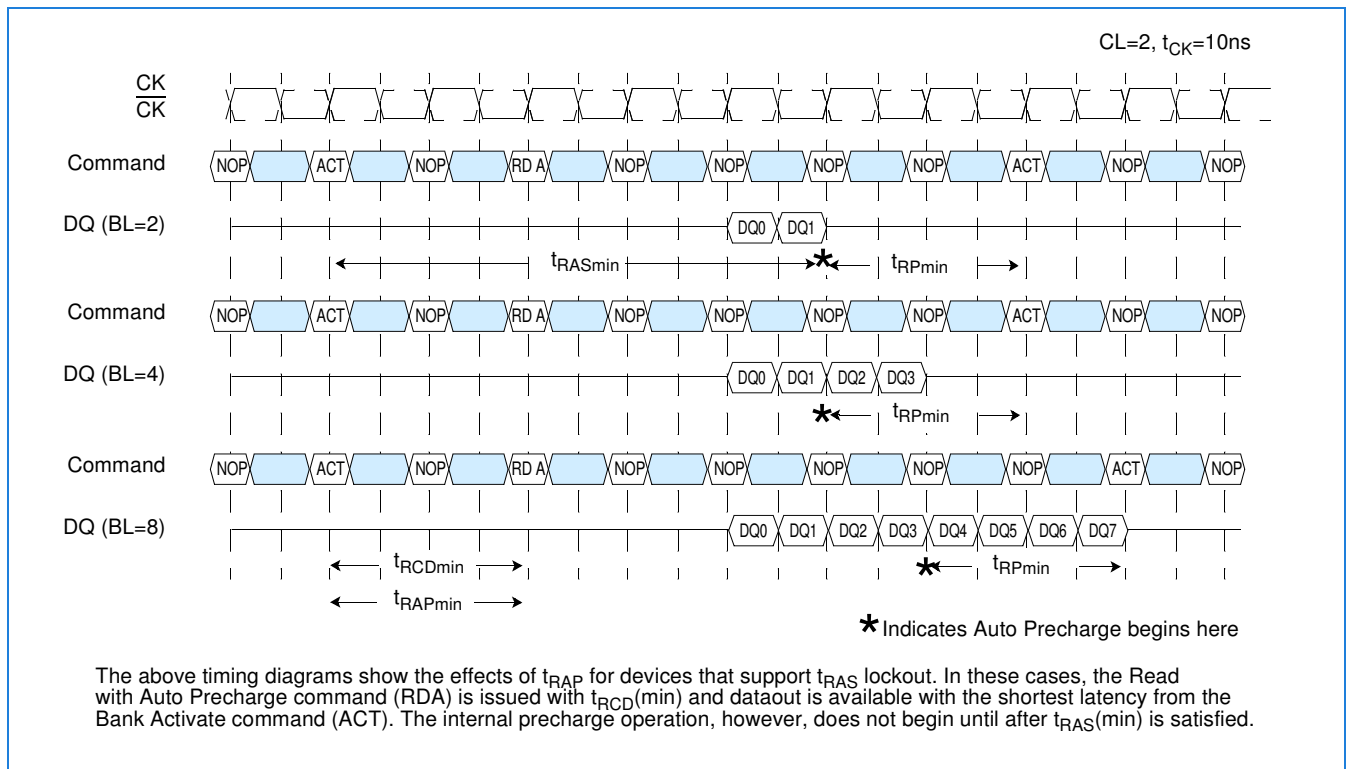 CL=2, tCK=10ns
CK
CK
Command
NOP ACT NOP RD A NOP NOP NOP NOP ACT NOP NOP
DQ (BL=2)
DQ0 DQ1
tRASmin * tRPmin
Command
NOP ACT NOP RD A NOP NOP NOP NOP ACT NOP NOP
DQ (BL=4)
DQ0 DQ1 DQ2 DQ3
* tRPmin
Command
NOP ACT NOP RD A NOP NOP NOP NOP NOP ACT NOP
DQ (BL=8)
DQ0 DQ1 DQ2 DQ3 DQ4 DQ5 DQ6 DQ7
tRCDmin * tRPmin
tRAPmin
* Indicates Auto Precharge begins here
The above timing diagrams show the effects of tRAP for devices that support tRAS lockout. In these cases, the Read
with Auto Precharge command (RDA) is issued with tRCD(min) and dataout is available with the shortest latency from the
Bank Activate command (ACT). The internal precharge operation, however, does not begin until after tRAS(min) is satisfied.